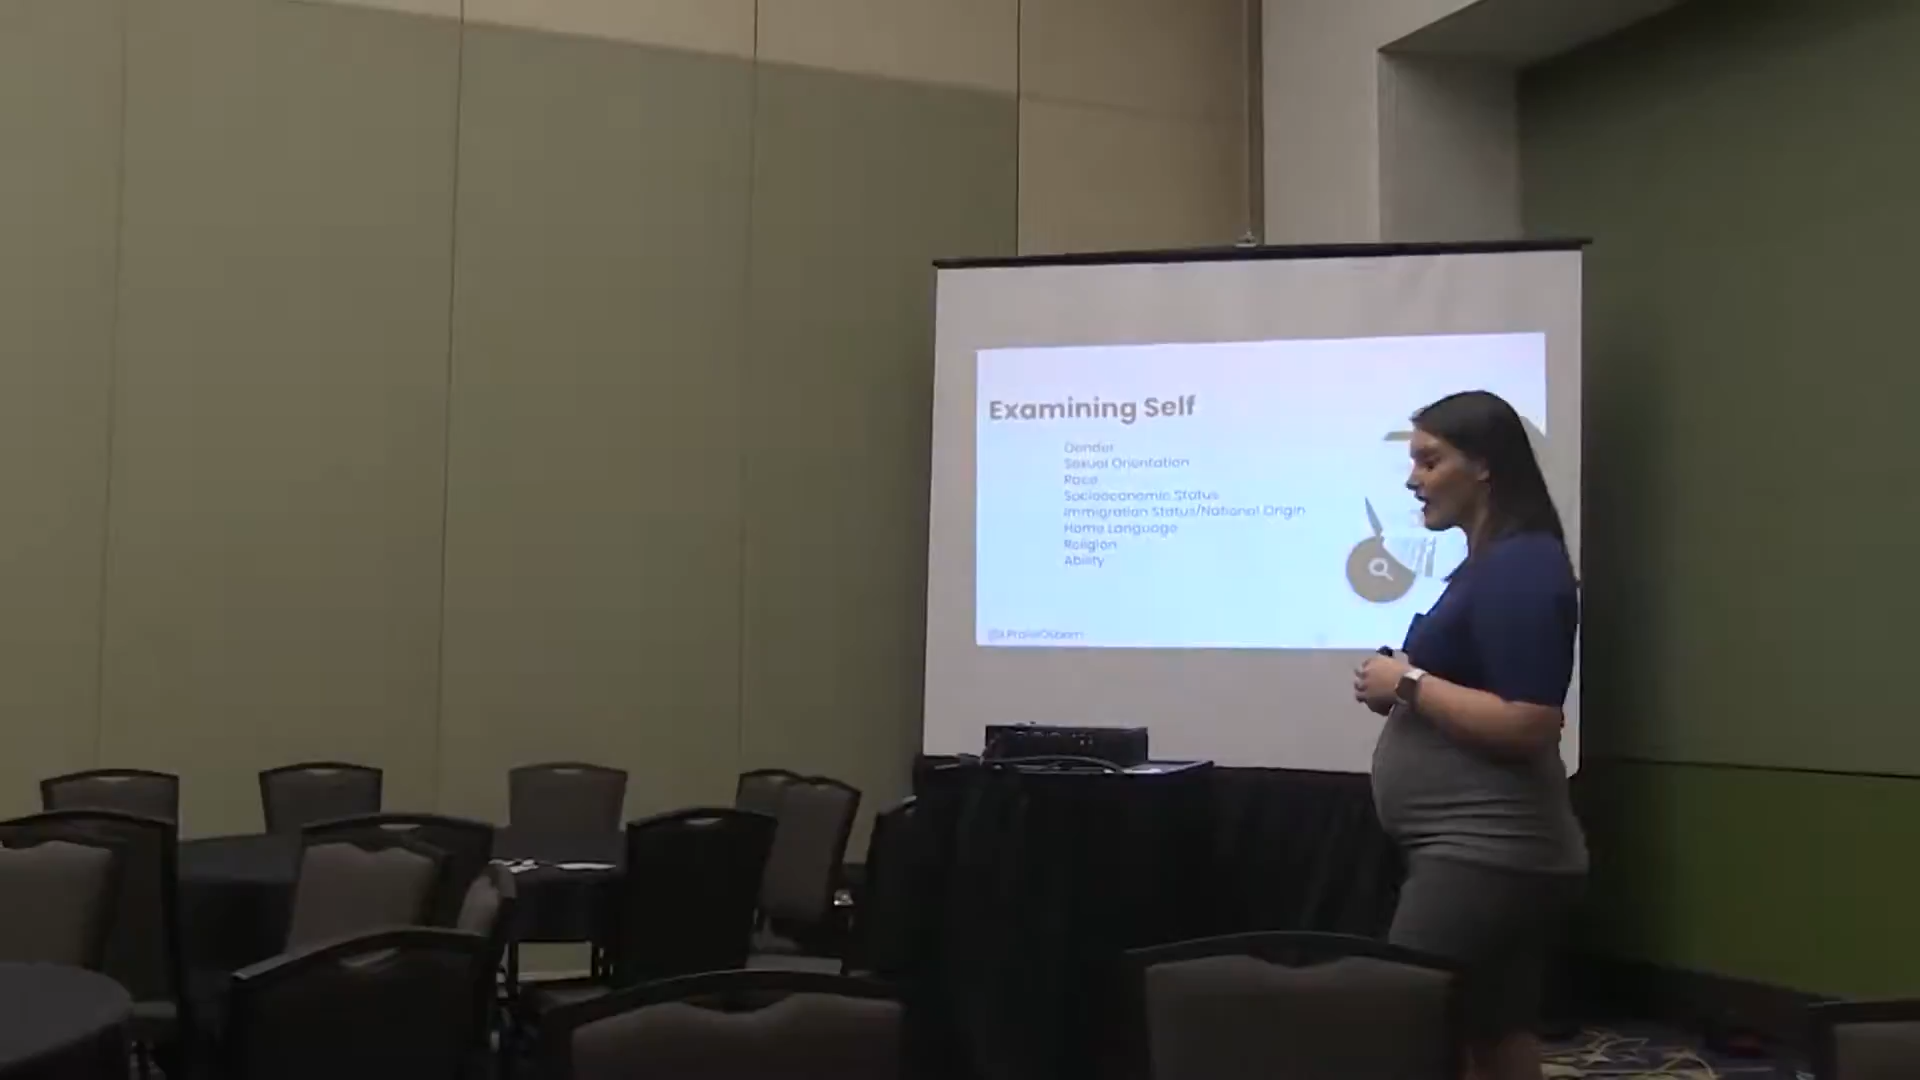 Examining Self
Gender
Sexual Orientation
Race
Socioeconomic Status
Immigration Status/National Origin
Home Language
Religion
Ability